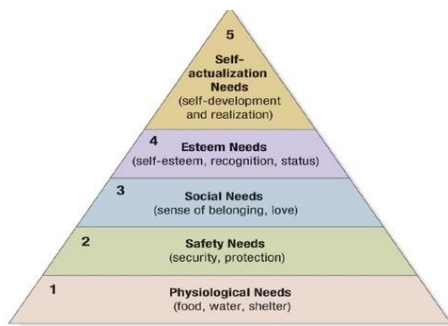 5
Self-
actualization
Needs
(self-development
and realization)
4
Esteem Needs
(self-esteem, recognition, status)
3
Social Needs
(sense of belonging, love)
2
Safety Needs
(security, protection)
1
Physiological Needs
(food, water, shelter)